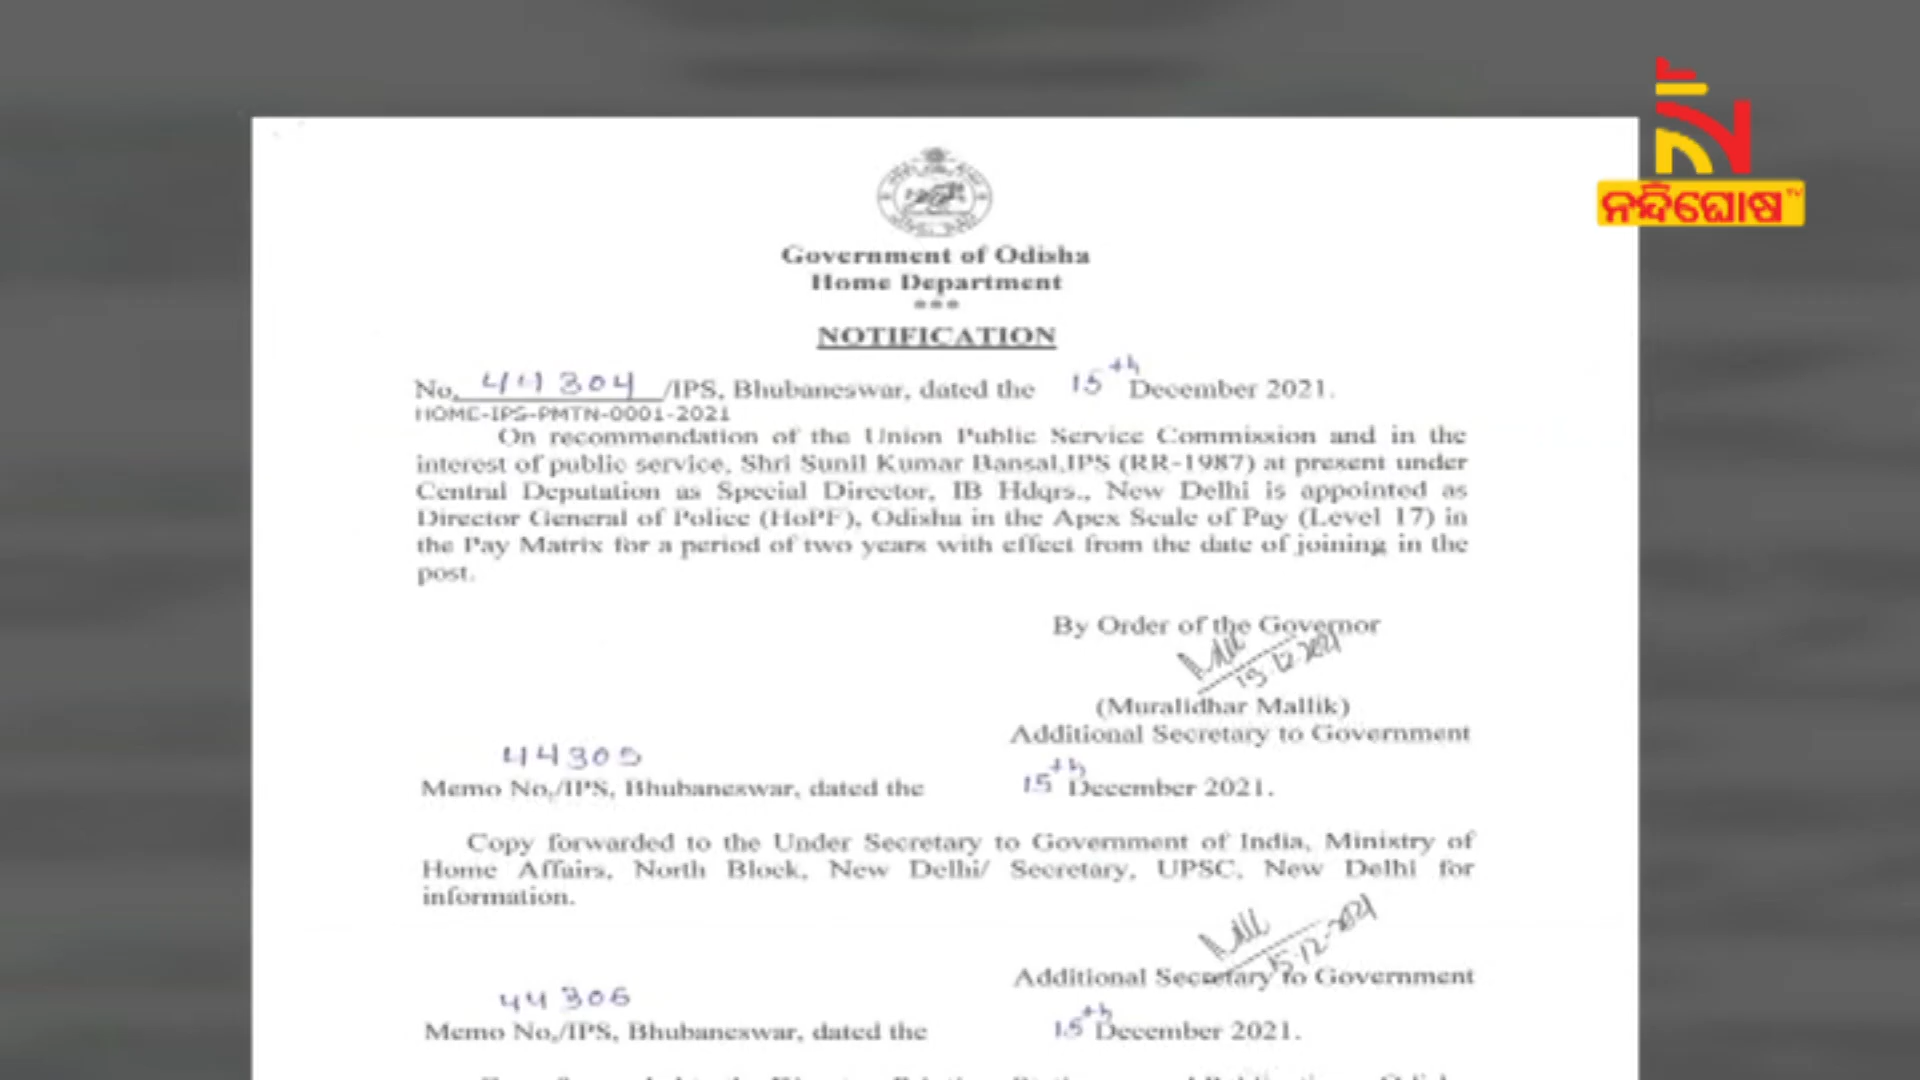 ନନ୍ଦିଘୋଷ TV
Government of Odisha
Home Department
***
NOTIFICATION
No. 44304 /IPS, Bhubaneswar, dated the 15th December 2021.
HOME-IPS-PMTN-0001-2021
On recommendation of the Union Public Service Commission and in the
interest of public service, Shri Sunil Kumar Bansal,IPS (RR-1987) at present under
Central Deputation as Special Director, IB Hdqrs., New Delhi is appointed as
Director General of Police (HoPF), Odisha in the Apex Scale of Pay (Level 17) in
the Pay Matrix for a period of two years with effect from the date of joining in the
post.
By Order of the Governor
15.12.2021
(Muralidhar Mallik)
Additional Secretary to Government
44305
Memo No./IPS, Bhubaneswar, dated the 15th December 2021.
Copy forwarded to the Under Secretary to Government of India, Ministry of
Home Affairs, North Block, New Delhi/ Secretary, UPSC, New Delhi for
information.
15.12.2021
Additional Secretary to Government
44306
Memo No./IPS, Bhubaneswar, dated the 15th December 2021.